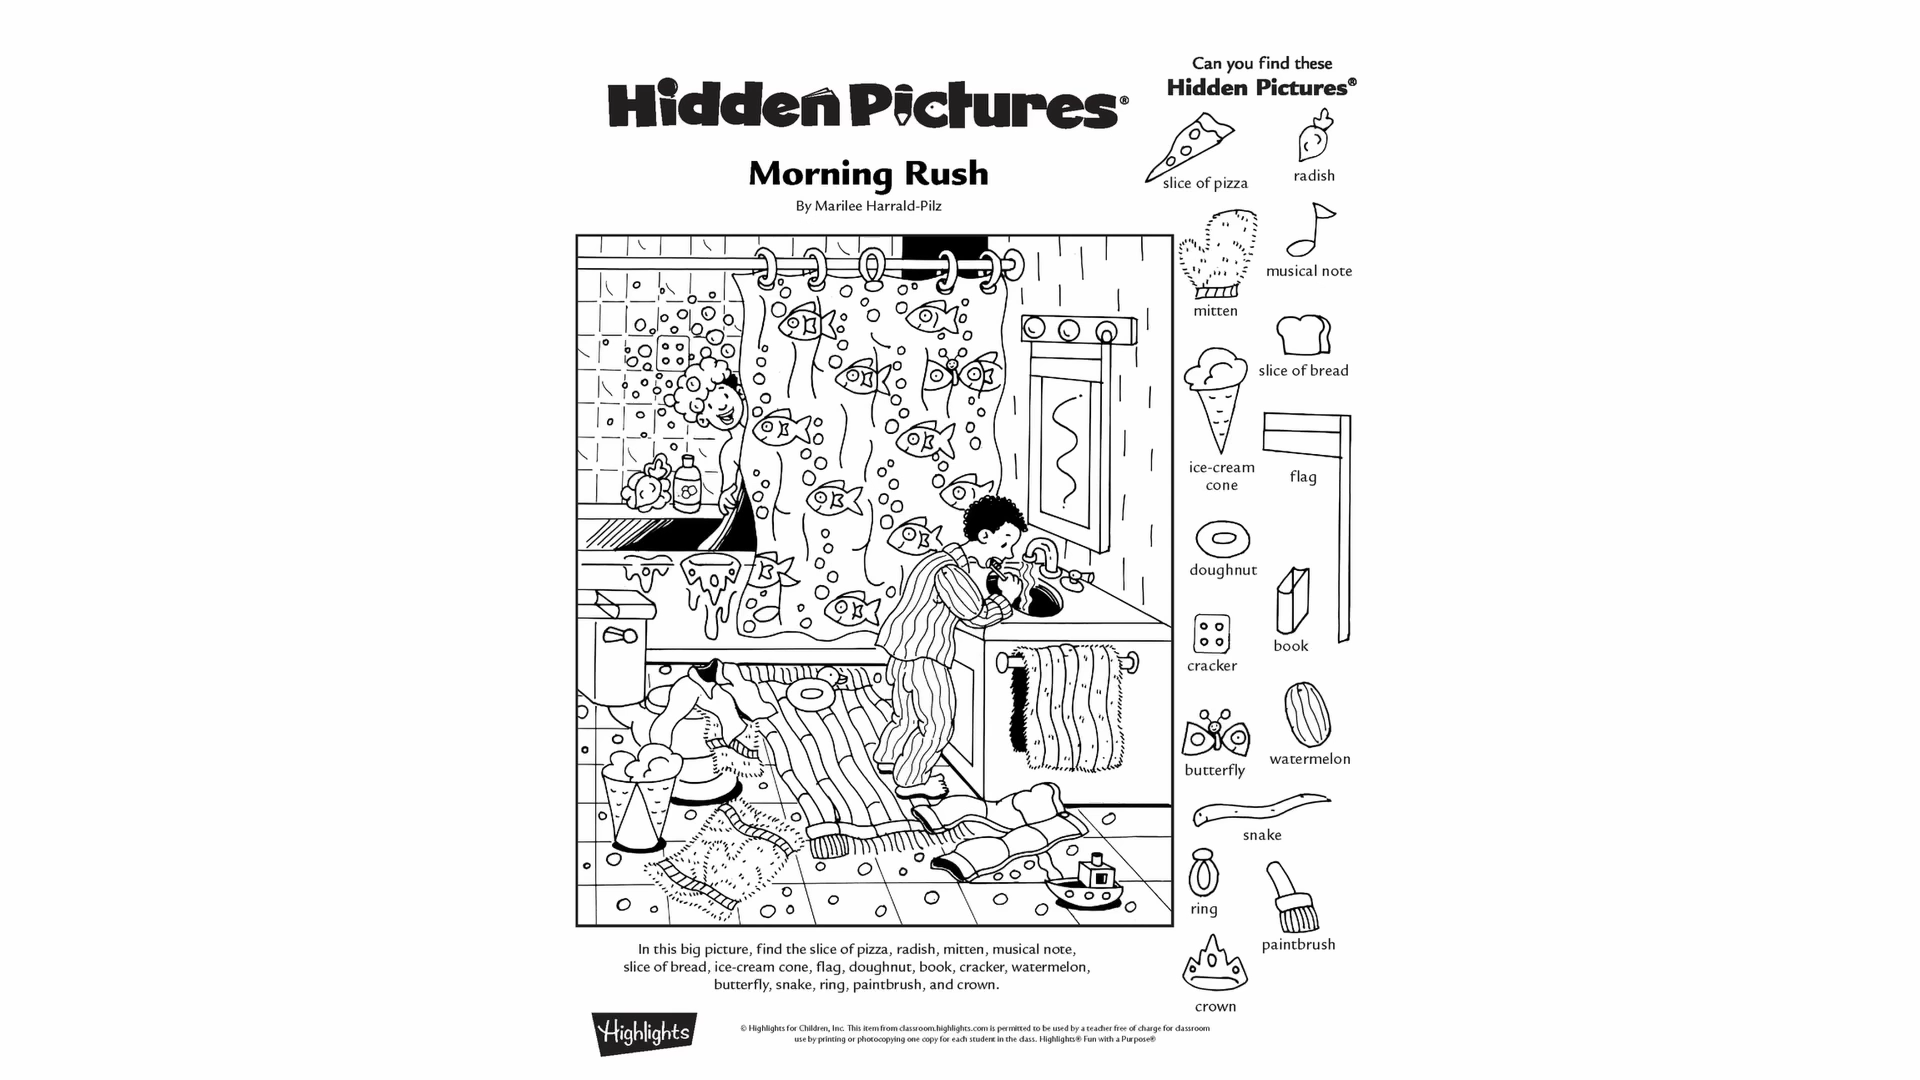 Hidden Pictures®
Morning Rush
By Marilee Harrald-Pilz
Can you find these
Hidden Pictures®
slice of pizza
radish
mitten
musical note
slice of bread
ice-cream
cone
flag
doughnut
book
cracker
watermelon
butterfly
snake
ring
paintbrush
crown
In this big picture, find the slice of pizza, radish, mitten, musical note,
slice of bread, ice-cream cone, flag, doughnut, book, cracker, watermelon,
butterfly, snake, ring, paintbrush, and crown.
Highlights
© Highlights for Children, Inc. This item from classroom.highlights.com is permitted to be used by a teacher free of charge for classroom
use by printing or photocopying one copy for each student in the class. Highlights® Fun with a Purpose®